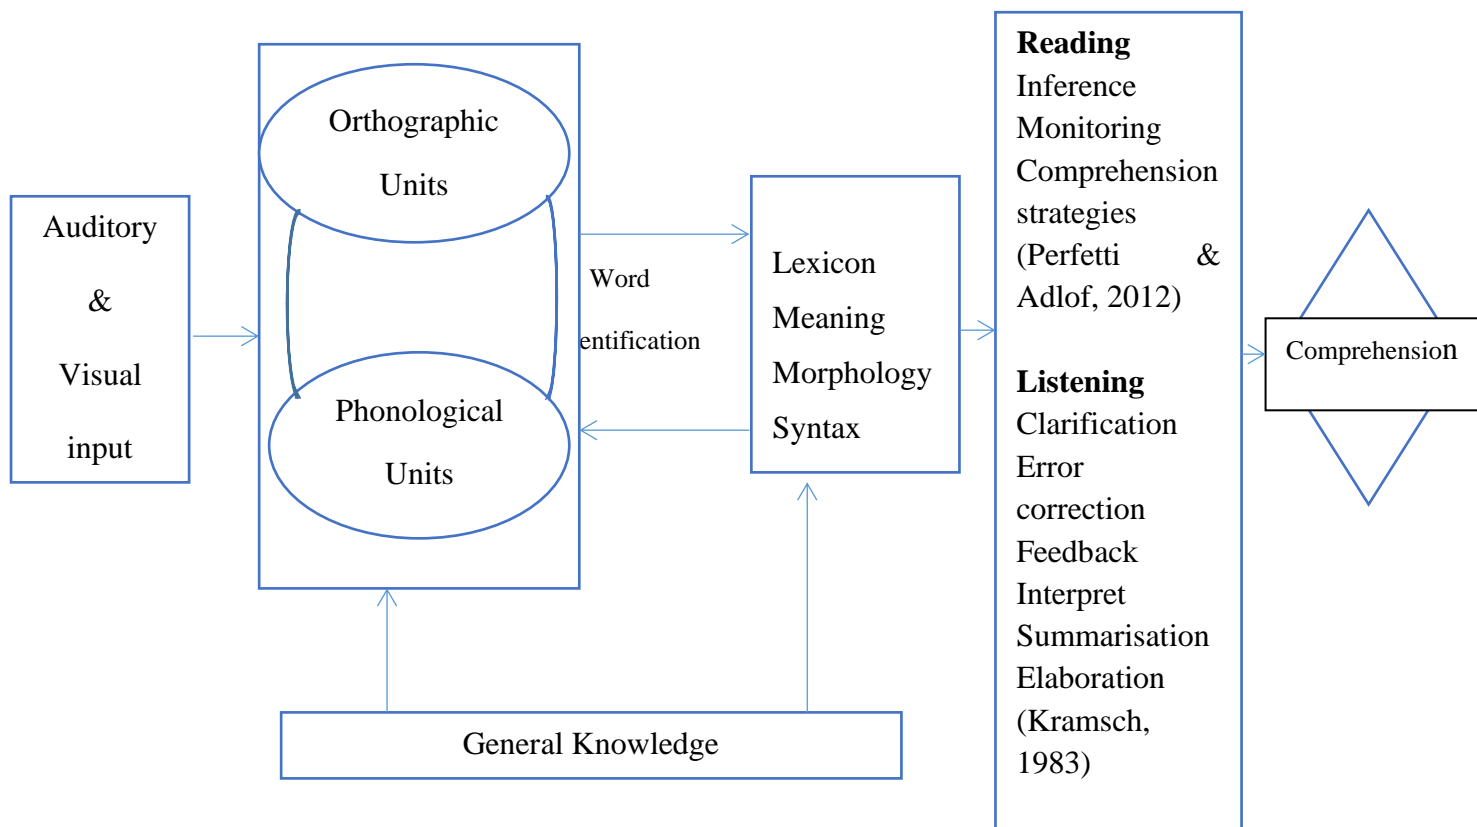 Auditory
&
Visual
input
Orthographic
Units
Phonological
Units
Word
entification
Lexicon
Meaning
Morphology
Syntax
General Knowledge
Reading
Inference
Monitoring
Comprehension
strategies
(Perfetti &
Adlof, 2012)
Listening
Clarification
Error
correction
Feedback
Interpret
Summarisation
Elaboration
(Kramsch,
1983)
Comprehension